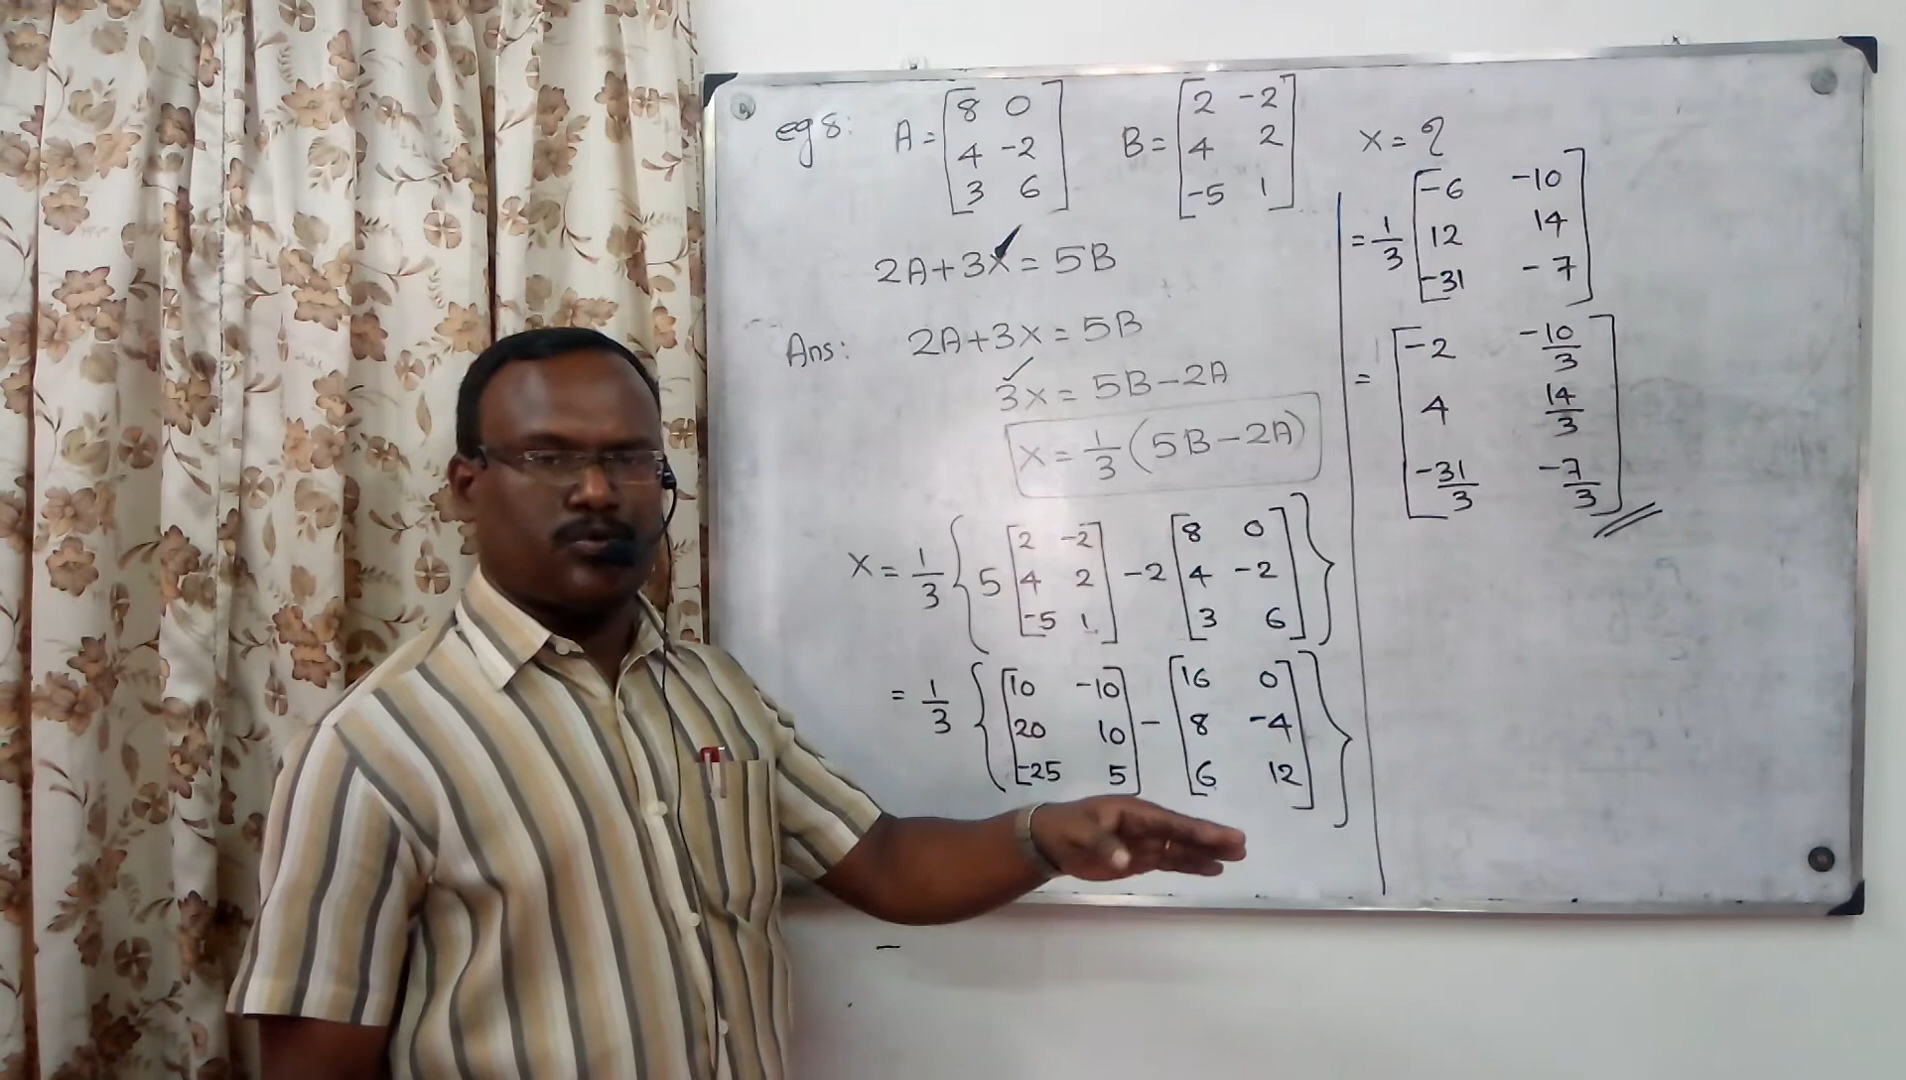 eg 8: A = [8 0 B = [2 -2 x = ?
4 -2 4 2
3 6] -5 1]
2A+3x = 5B
Ans: 2A+3x = 5B
3x = 5B-2A
x = 1/3 (5B-2A)
x = 1/3 { 5 [2 -2 -2 [8 0
4 2 4 -2
-5 1] 3 6] }
= 1/3 { [10 -10 - [16 0
20 10 8 -4
-25 5] 6 12] }
= 1/3 [-6 -10
12 14
-31 -7]
= [-2 -10/3
4 14/3
-31/3 -7/3]